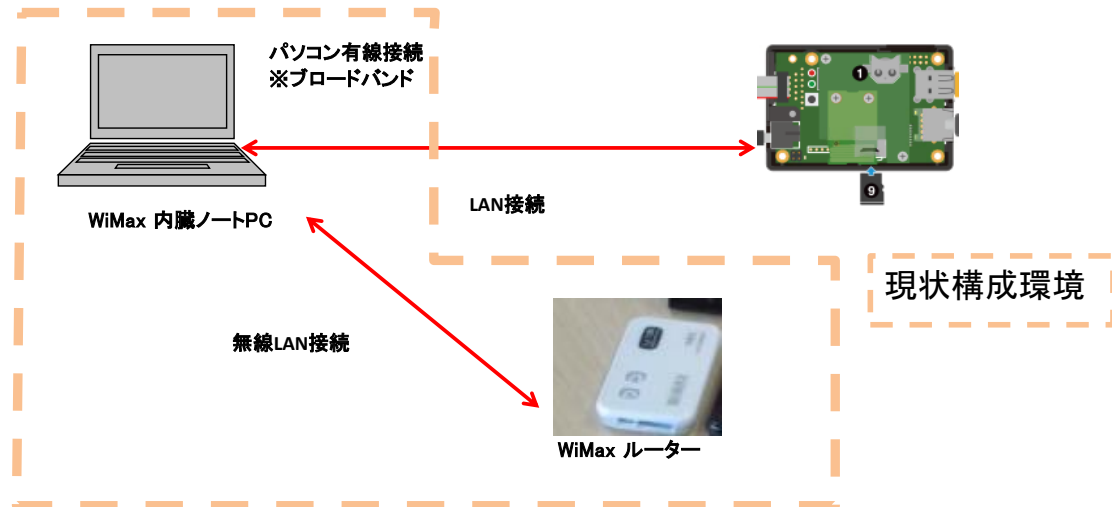 パソコン有線接続
※ブロードバンド
❶
❾
LAN接続
WiMax 内臓ノートPC
現状構成環境
無線LAN接続
WiMax ルーター